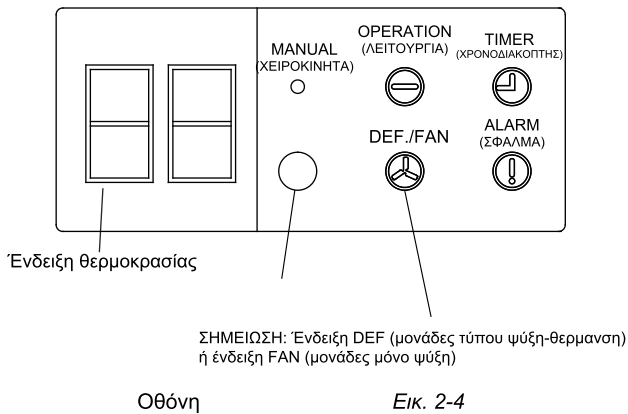 OPERATION
(ΛΕΙΤΟΥΡΓΙΑ)
TIMER
(ΧΡΟΝΟΔΙΑΚΟΠΤΗΣ)
MANUAL
(ΧΕΙΡΟΚΙΝΗΤΑ)
DEF./FAN
ALARM
(ΣΦΑΛΜΑ)
Ένδειξη θερμοκρασίας
ΣΗΜΕΙΩΣΗ: Ένδειξη DEF (μονάδες τύπου ψύξη-θερμανση)
ή ένδειξη FAN (μονάδες μόνο ψύξη)
Οθόνη
Εικ. 2-4